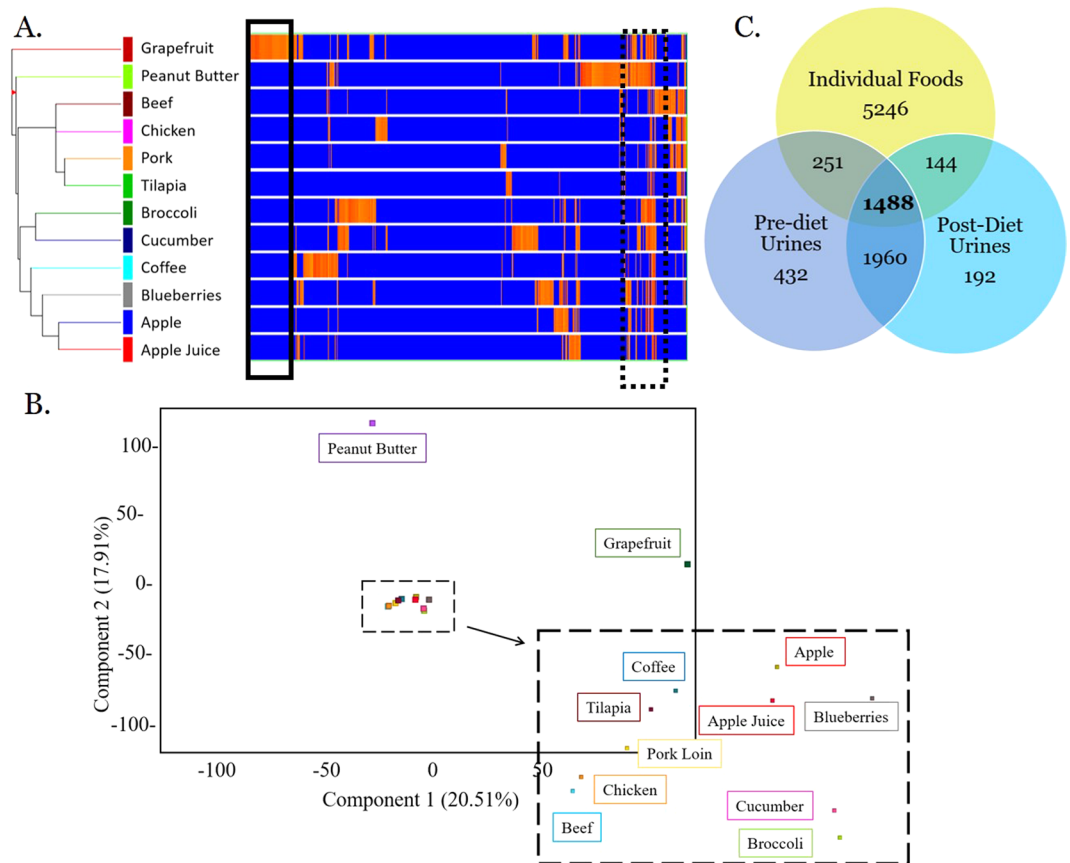 A.
Grapefruit
Peanut Butter
Beef
Chicken
Pork
Tilapia
Broccoli
Cucumber
Coffee
Blueberries
Apple
Apple Juice
C.
Individual Foods
5246
251
144
1488
Pre-diet
Urines
432
1960
Post-Diet
Urines
192
B.
Component 2 (17.91%)
100-
50-
0-
-50-
-100-
Peanut Butter
Grapefruit
-100
-50
0
50
Component 1 (20.51%)
Apple
Coffee
Tilapia
Apple Juice
Blueberries
Pork Loin
Chicken
Cucumber
Beef
Broccoli